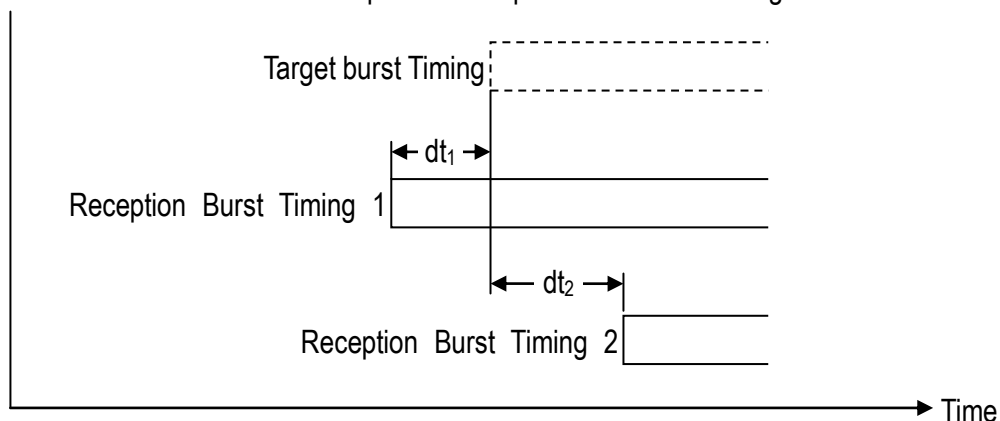 Target burst Timing
dt₁
Reception Burst Timing 1
dt₂
Reception Burst Timing 2
Time